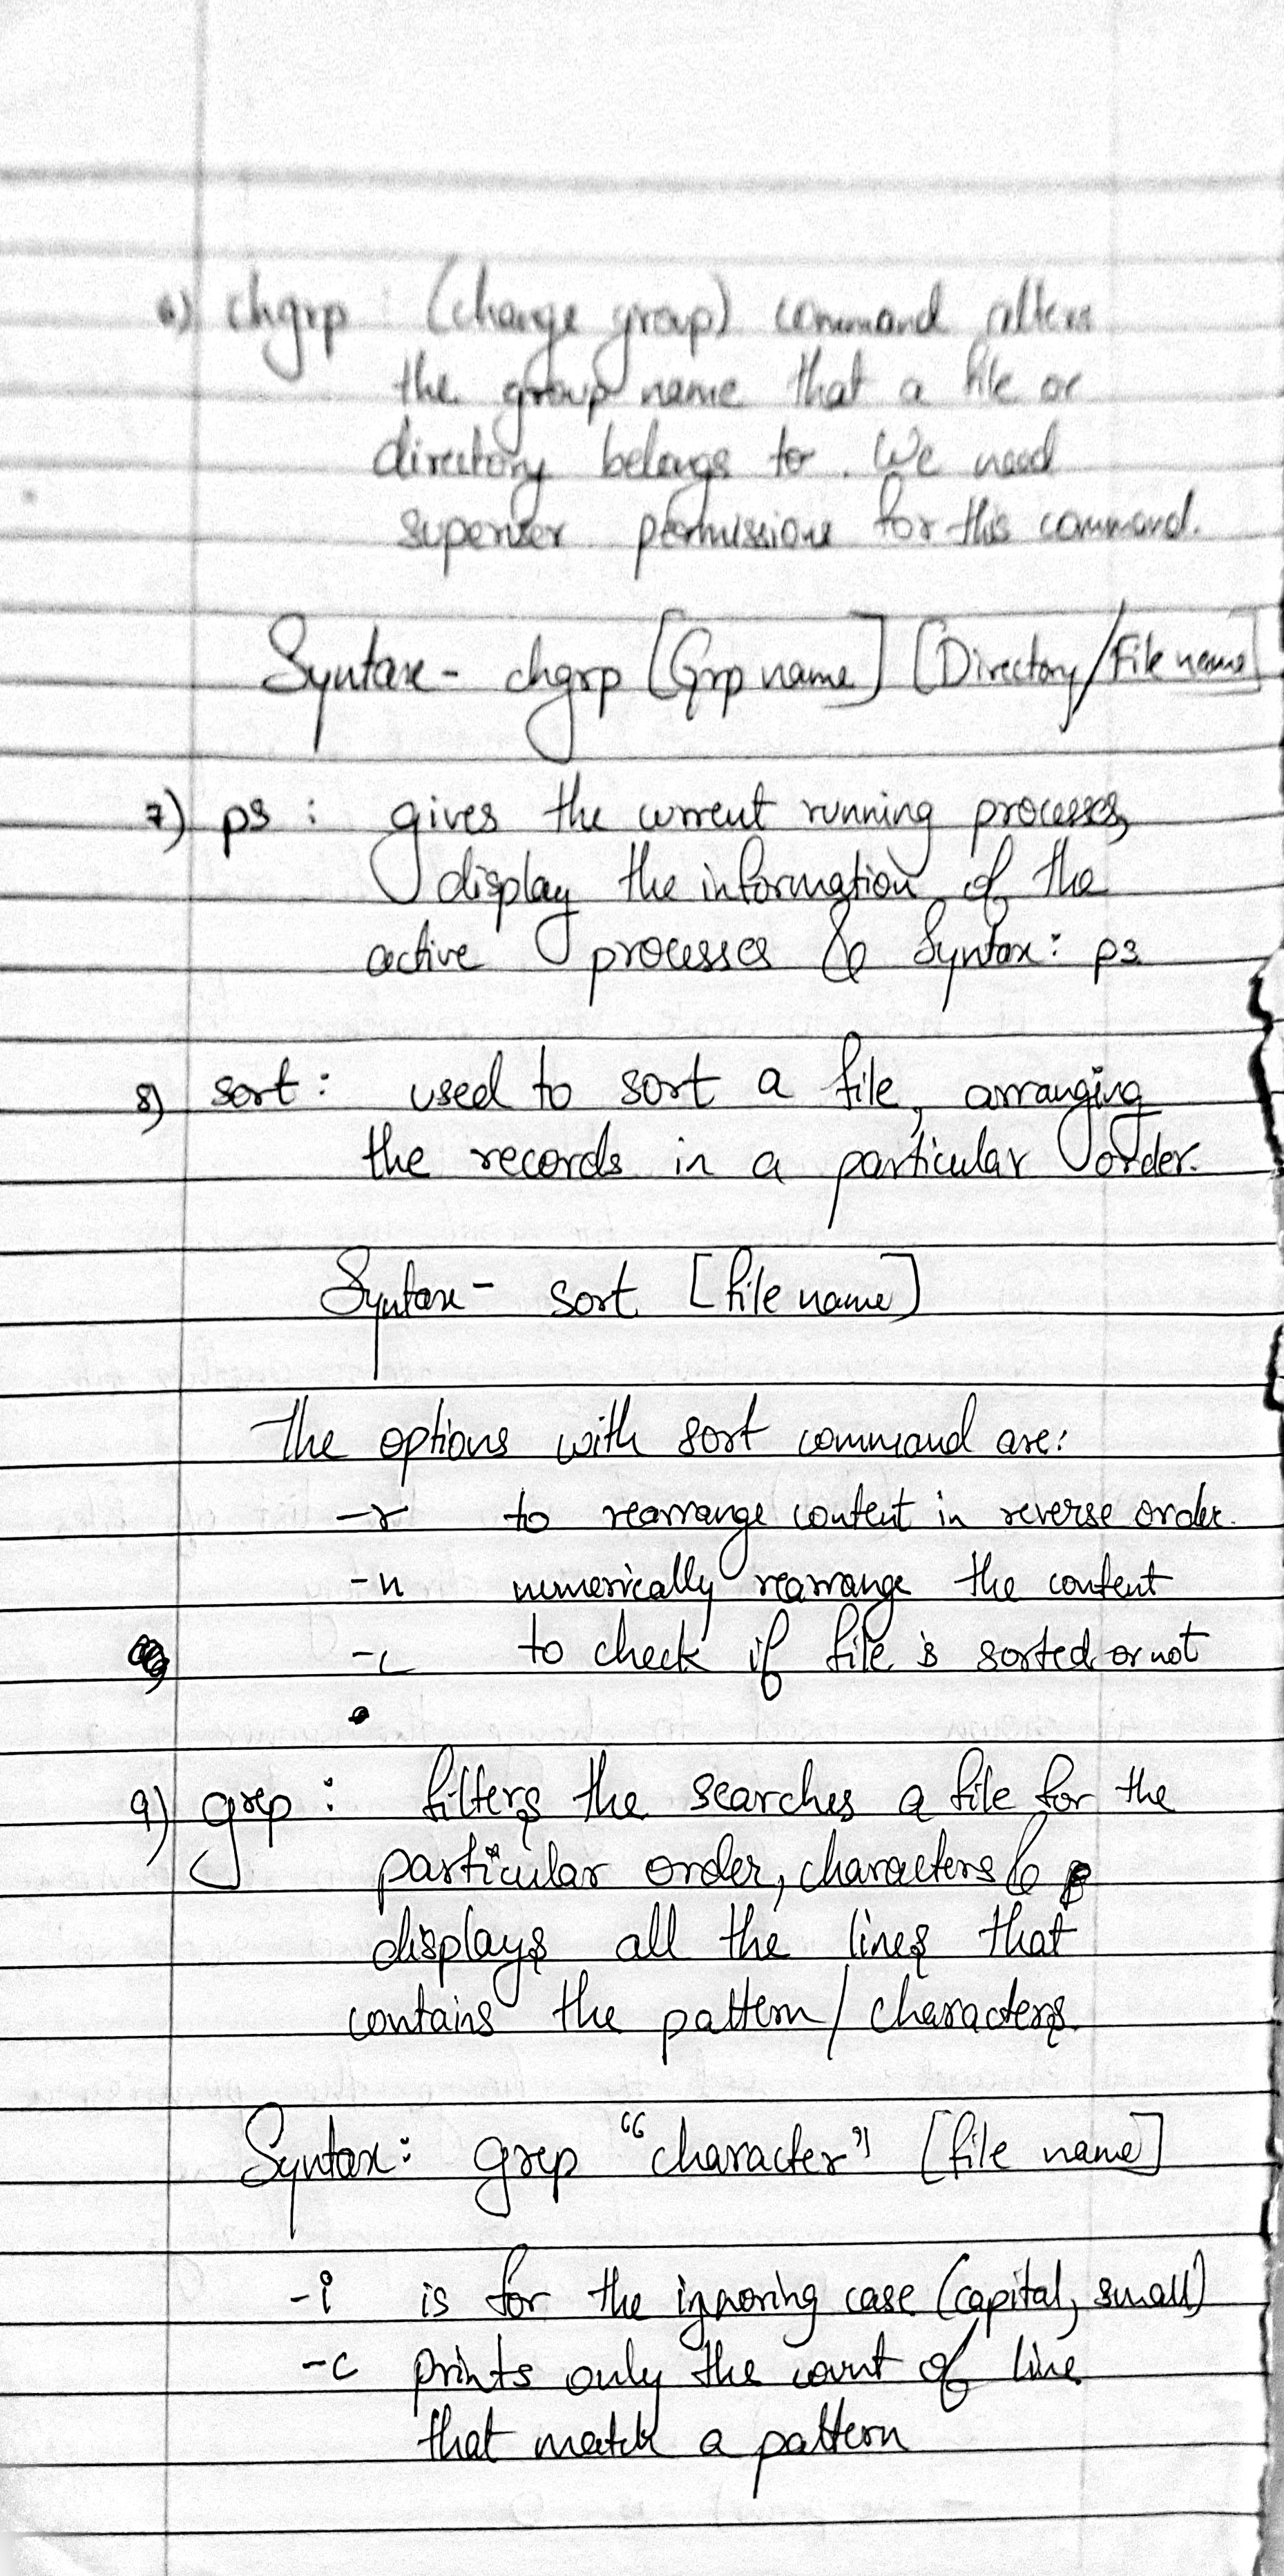 6) chgrp : (change group) command alters
the group name that a file or
directory belongs to. We need
superuser permissions for this command.
Syntax - chgrp [Grp name] [Directory/File name]
7) ps : gives the current running processes,
display the information of the
active processes & Syntax: ps
8) sort : used to sort a file, arranging
the records in a particular order.
Syntax - sort [file name]
The options with sort command are:
-r to rearrange content in reverse order.
-n numerically rearrange the content
-c to check if file is sorted or not
9) grep : filters the searches a file for the
particular order, characters &
displays all the lines that
contains the pattern/characters.
Syntax: grep "character" [file name]
-i is for the ignoring case (capital, small)
-c prints only the count of line
that match a pattern